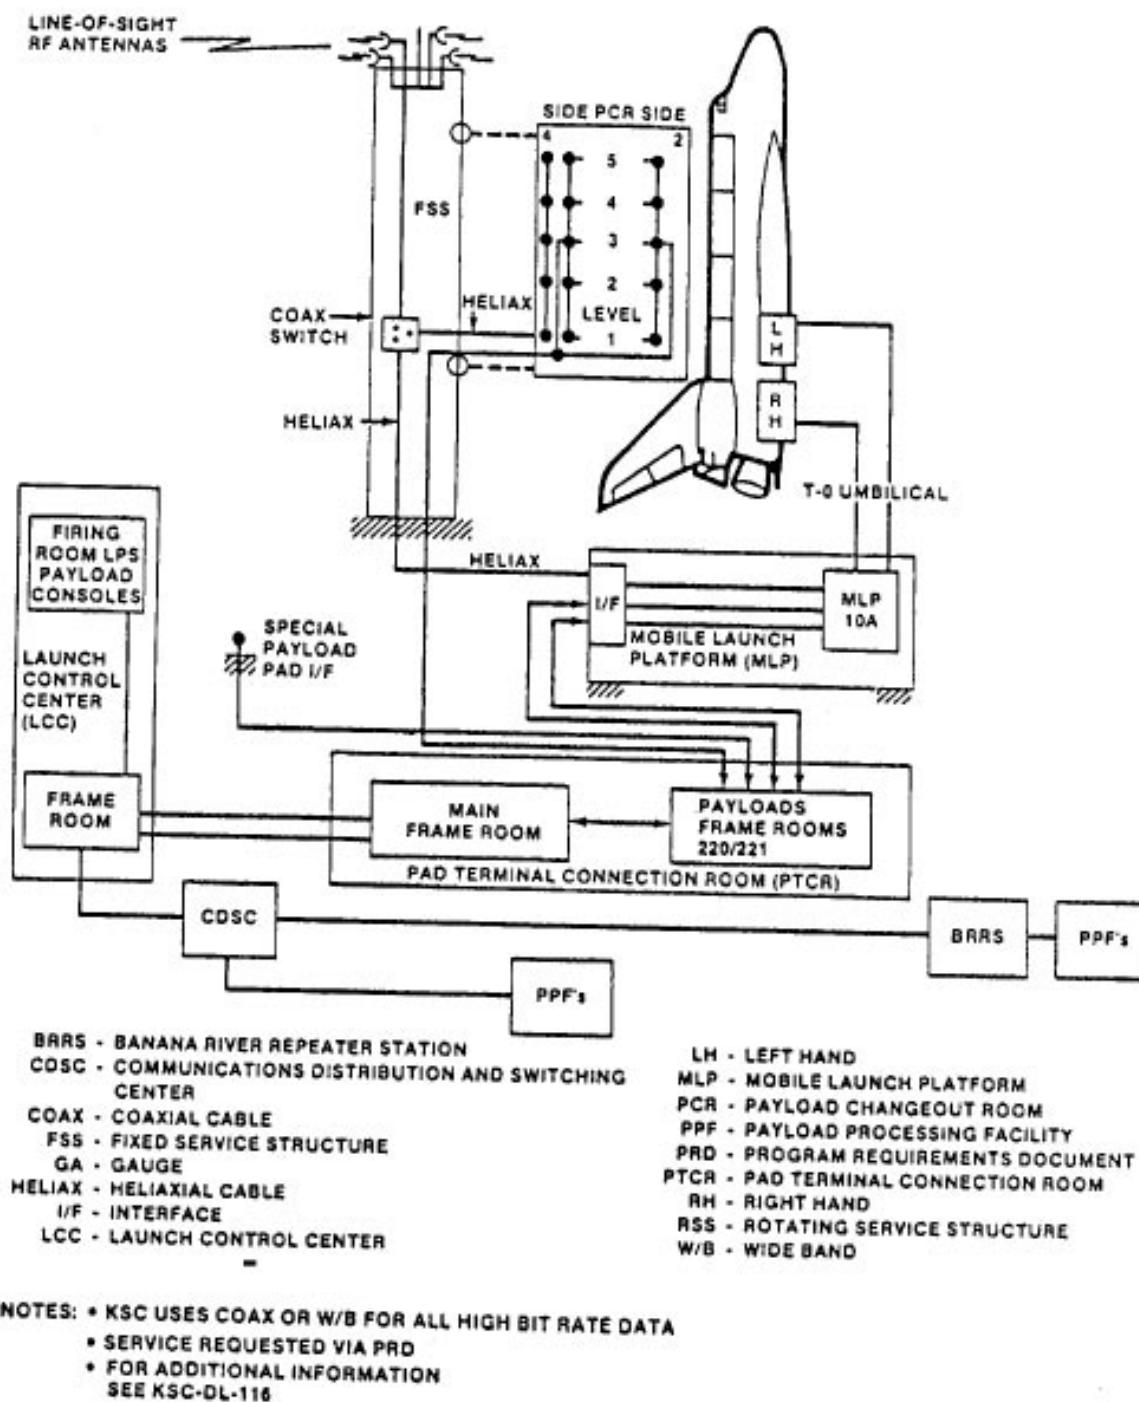 LINE-OF-SIGHT
RF ANTENNAS
SIDE PCR SIDE
4
2
5
4
3
2
LEVEL
1
FSS
HELIAX
COAX
SWITCH
HELIAX
L
H
R
H
T-0 UMBILICAL
FIRING
ROOM LPS
PAYLOAD
CONSOLES
HELIAX
I/F
MLP
10A
MOBILE LAUNCH
PLATFORM (MLP)
SPECIAL
PAYLOAD
PAD I/F
LAUNCH
CONTROL
CENTER
(LCC)
FRAME
ROOM
MAIN
FRAME ROOM
PAYLOADS
FRAME ROOMS
220/221
PAD TERMINAL CONNECTION ROOM (PTCR)
CDSC
BRRS
PPF's
PPF's
BRRS - BANANA RIVER REPEATER STATION
CDSC - COMMUNICATIONS DISTRIBUTION AND SWITCHING
CENTER
COAX - COAXIAL CABLE
FSS - FIXED SERVICE STRUCTURE
GA - GAUGE
HELIAX - HELIAXIAL CABLE
I/F - INTERFACE
LCC - LAUNCH CONTROL CENTER
LH - LEFT HAND
MLP - MOBILE LAUNCH PLATFORM
PCR - PAYLOAD CHANGEOUT ROOM
PPF - PAYLOAD PROCESSING FACILITY
PRD - PROGRAM REQUIREMENTS DOCUMENT
PTCR - PAD TERMINAL CONNECTION ROOM
RH - RIGHT HAND
RSS - ROTATING SERVICE STRUCTURE
W/B - WIDE BAND
NOTES: • KSC USES COAX OR W/B FOR ALL HIGH BIT RATE DATA
• SERVICE REQUESTED VIA PRD
• FOR ADDITIONAL INFORMATION
SEE KSC-DL-116